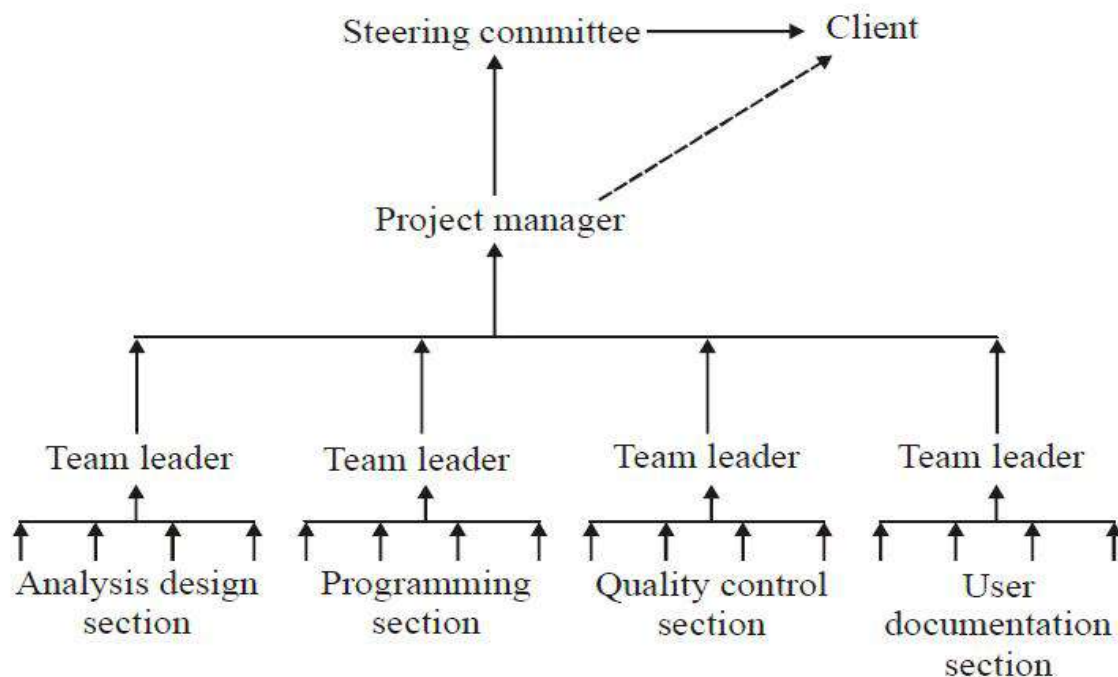 Steering committee
Client
Project manager
Team leader
Team leader
Team leader
Team leader
Analysis design
section
Programming
section
Quality control
section
User
documentation
section